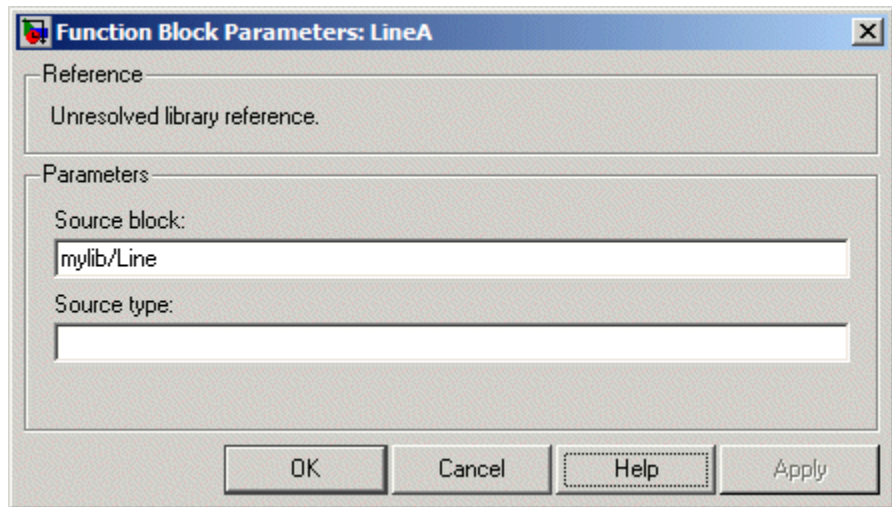 Function Block Parameters: LineA
Reference
Unresolved library reference.
Parameters
Source block:
mylib/Line
Source type:
OK
Cancel
Help
Apply